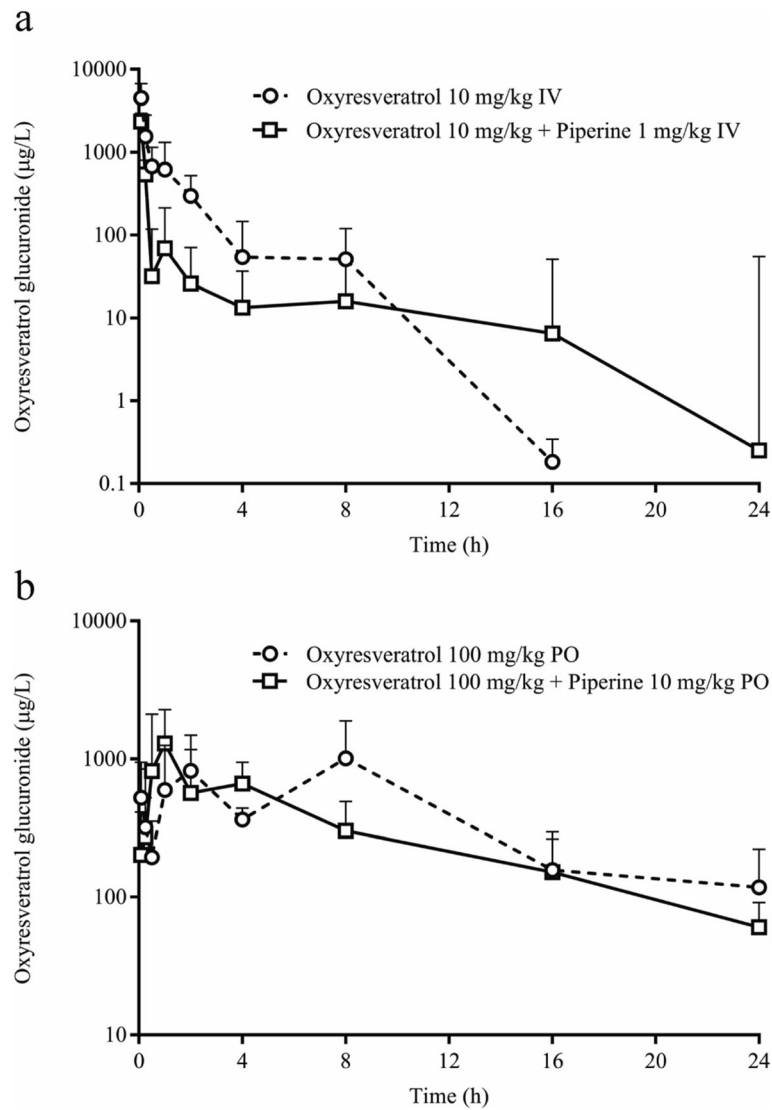 a
10000
1000
100
10
1
0.1
Oxyresveratrol glucuronide (µg/L)
Oxyresveratrol 10 mg/kg IV
Oxyresveratrol 10 mg/kg + Piperine 1 mg/kg IV
0 4 8 12 16 20 24
Time (h)
b
10000
1000
100
10
Oxyresveratrol glucuronide (µg/L)
Oxyresveratrol 100 mg/kg PO
Oxyresveratrol 100 mg/kg + Piperine 10 mg/kg PO
0 4 8 12 16 20 24
Time (h)